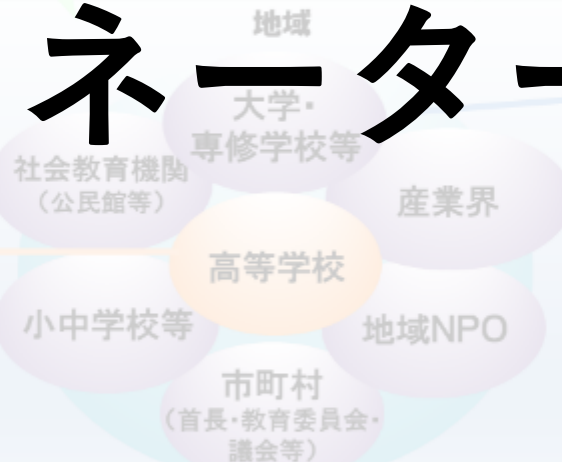 地域
ネーター
大学・
専修学校等
社会教育機関
（公民館等）
産業界
高等学校
小中学校等
地域NPO
市町村
（首長・教育委員会・
議会等）